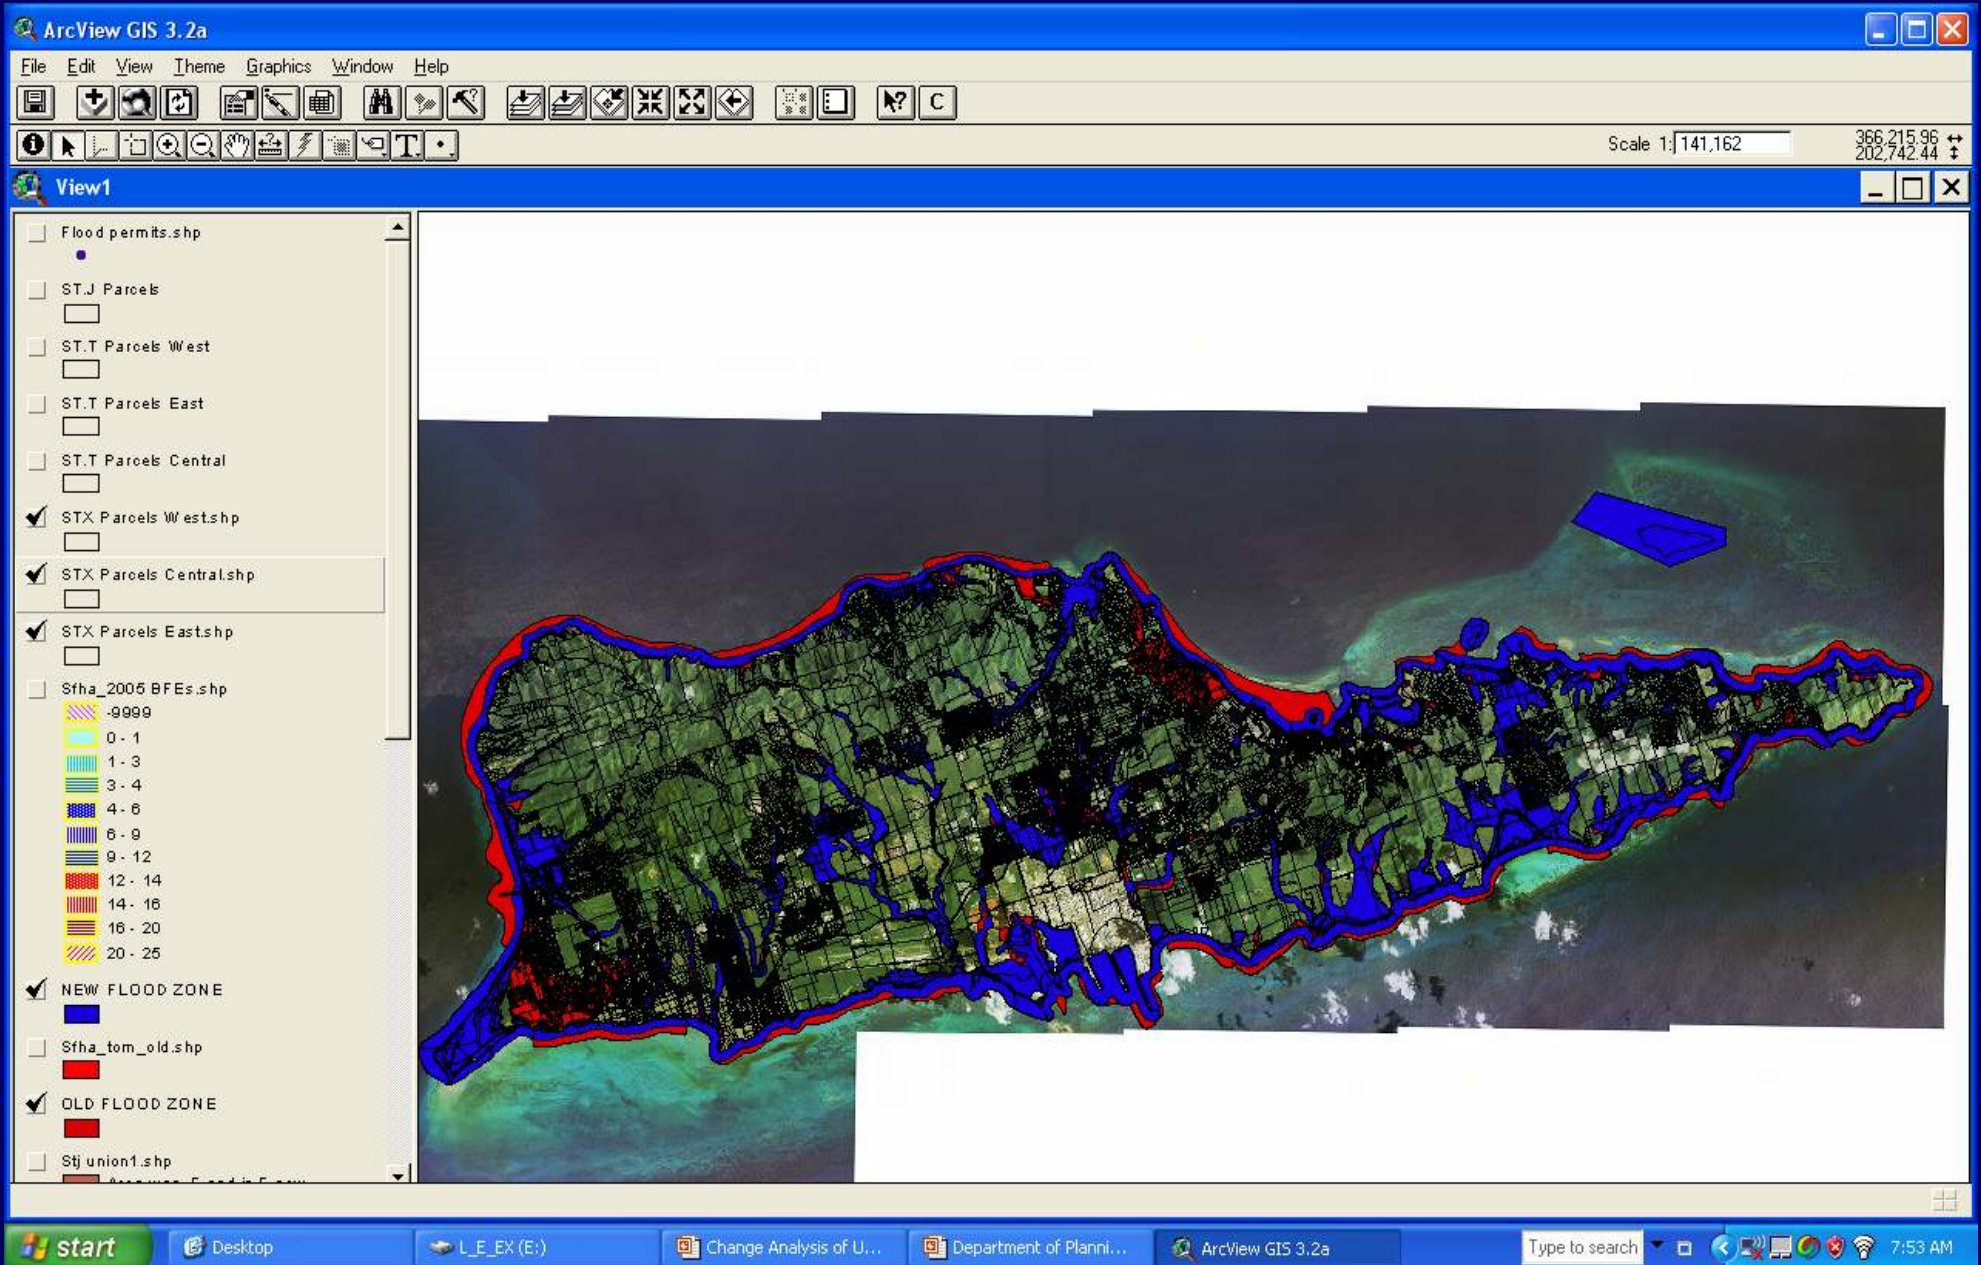 ArcView GIS 3.2a
File Edit View Theme Graphics Window Help
C
T
Scale 1: 141,162
366,215.96
202,742.44
View1
Flood permits.shp
ST.J Parcels
ST.T Parcels West
ST.T Parcels East
ST.T Parcels Central
STX Parcels West.shp
STX Parcels Central.shp
STX Parcels East.shp
Sfha_2005 BFEs.shp
-9999
0 - 1
1 - 3
3 - 4
4 - 6
6 - 9
9 - 12
12 - 14
14 - 16
16 - 20
20 - 25
NEW FLOOD ZONE
Sfha_tom_old.shp
OLD FLOOD ZONE
Stj union1.shp
start Desktop L_E_EX (E:) Change Analysis of U... Department of Planni... ArcView GIS 3.2a Type to search 7:53 AM